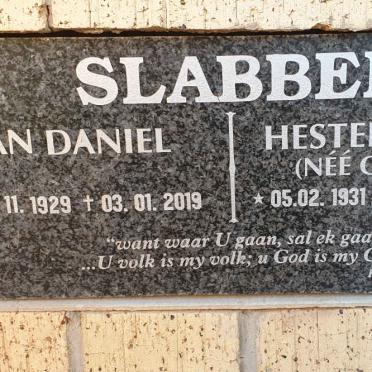 SLABBE
AN DANIEL
HESTE
(NÉÉ
11. 1929 † 03. 01. 2019
★ 05.02. 1931
"want waar U gaan, sal ek gaa
...U volk is my volk; u God is my